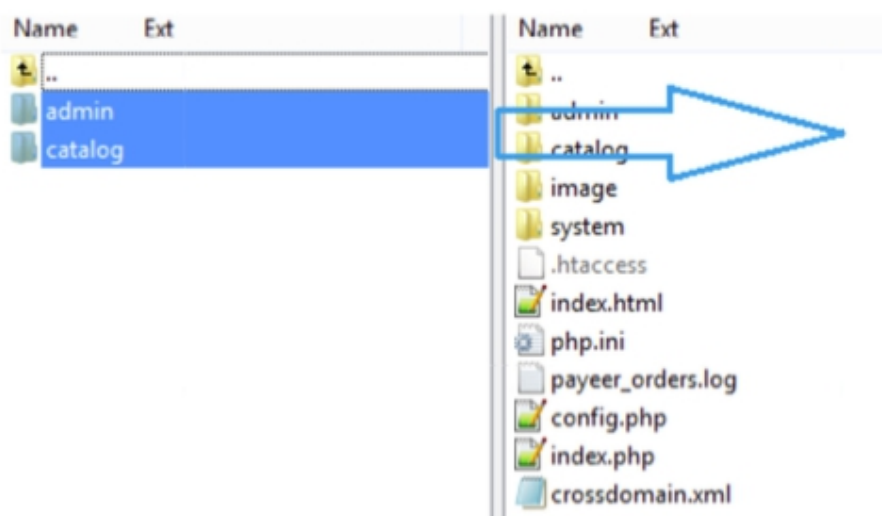 Name Ext
..
admin
catalog
Name Ext
..
admin
catalog
image
system
.htaccess
index.html
php.ini
payeer_orders.log
config.php
index.php
crossdomain.xml